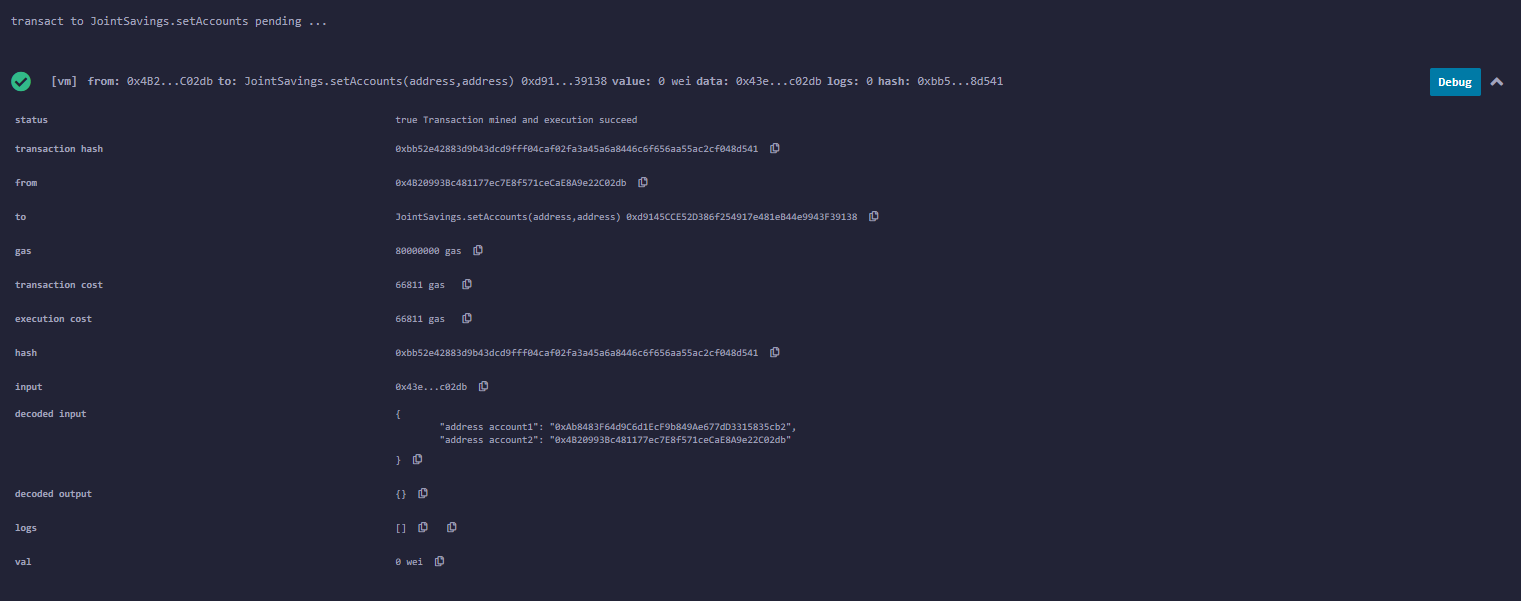 transact to JointSavings.setAccounts pending ...
[vm] from: 0x4B2...C02db to: JointSavings.setAccounts(address,address) 0xd91...39138 value: 0 wei data: 0x43e...c02db logs: 0 hash: 0xbb5...8d541
Debug
status true Transaction mined and execution succeed
transaction hash 0xbb52e42883d9b43dcd9fff04caf02fa3a45a6a8446c6f656aa55ac2cf048d541
from 0x4B20993Bc481177ec7E8f571ceCaE8A9e22C02db
to JointSavings.setAccounts(address,address) 0xd9145CCE52D386f254917e481eB44e9943F39138
gas 80000000 gas
transaction cost 66811 gas
execution cost 66811 gas
hash 0xbb52e42883d9b43dcd9fff04caf02fa3a45a6a8446c6f656aa55ac2cf048d541
input 0x43e...c02db
decoded input {
"address account1": "0xAb8483F64d9C6d1EcF9b849Ae677dD3315835cb2",
"address account2": "0x4B20993Bc481177ec7E8f571ceCaE8A9e22C02db"
}
decoded output {}
logs []
val 0 wei